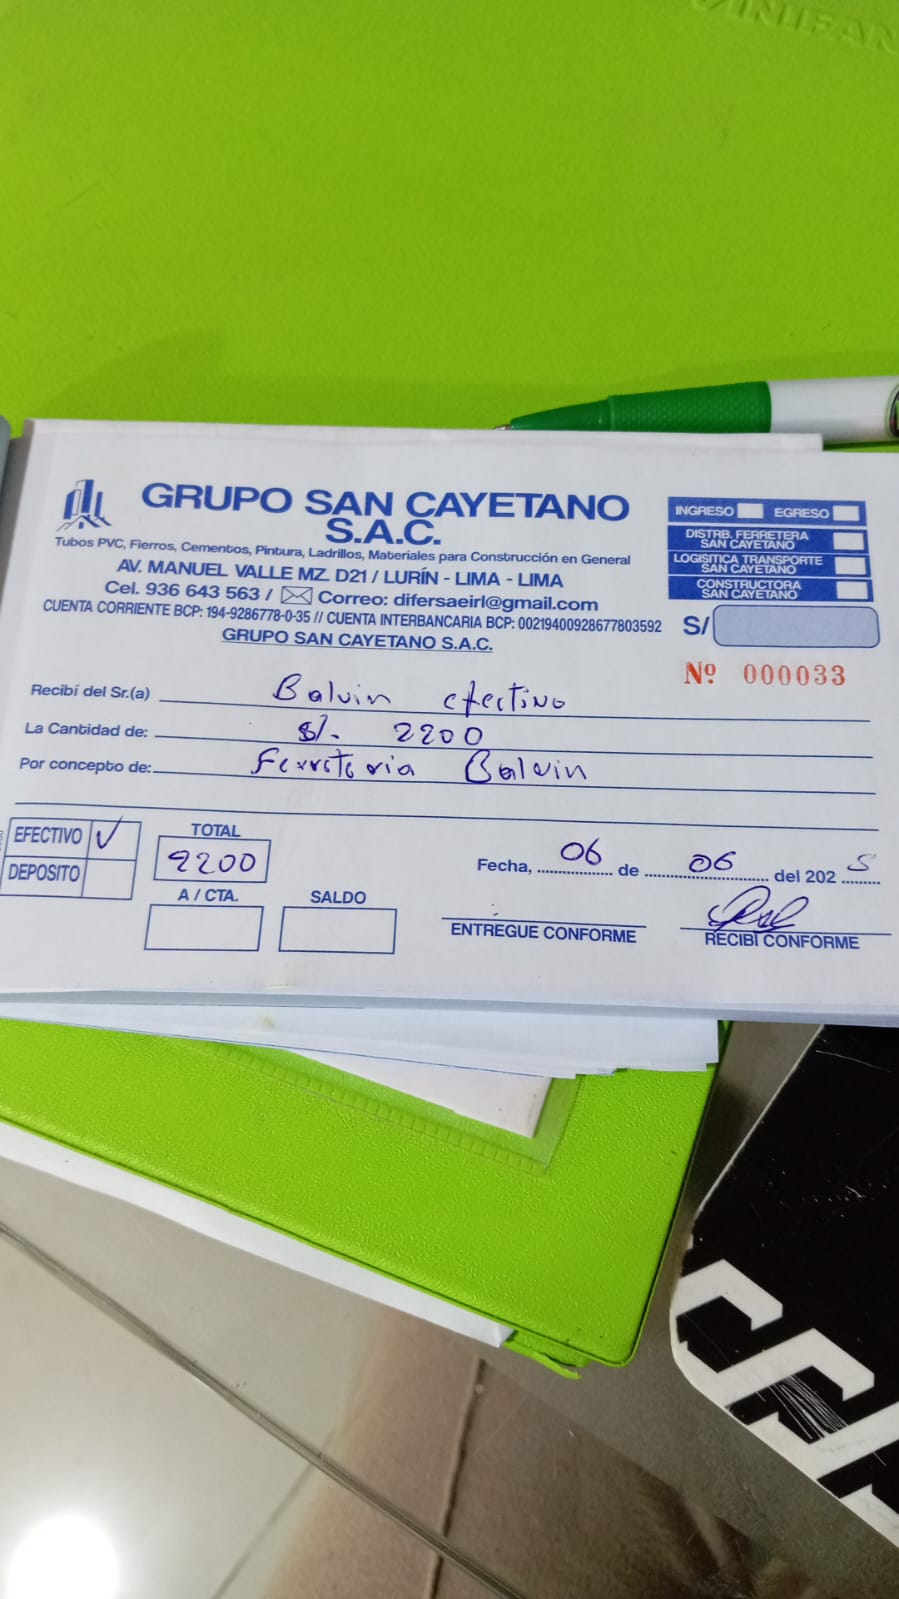 GRUPO SAN CAYETANO
S.A.C.
Tubos PVC, Fierros, Cementos, Pintura, Ladrillos, Materiales para Construcción en General
AV. MANUEL VALLE MZ. D21 / LURÍN - LIMA - LIMA
Cel. 936 643 563 / Correo: difersaeirl@gmail.com
CUENTA CORRIENTE BCP: 194-9286778-0-35 // CUENTA INTERBANCARIA BCP: 00219400928677803592
GRUPO SAN CAYETANO S.A.C.
INGRESO EGRESO
DISTRB. FERRETERA
SAN CAYETANO
LOGISITICA TRANSPORTE
SAN CAYETANO
CONSTRUCTORA
SAN CAYETANO
S/
Nº 000033
Recibí del Sr.(a) Balvin efectivo
La Cantidad de: S/. 2200
Por concepto de: Ferriteria Balvin
EFECTIVO ✓
DEPOSITO
TOTAL
2200
A / CTA.
SALDO
Fecha, 06 de 06 del 2025
ENTREGUE CONFORME
RECIBI CONFORME